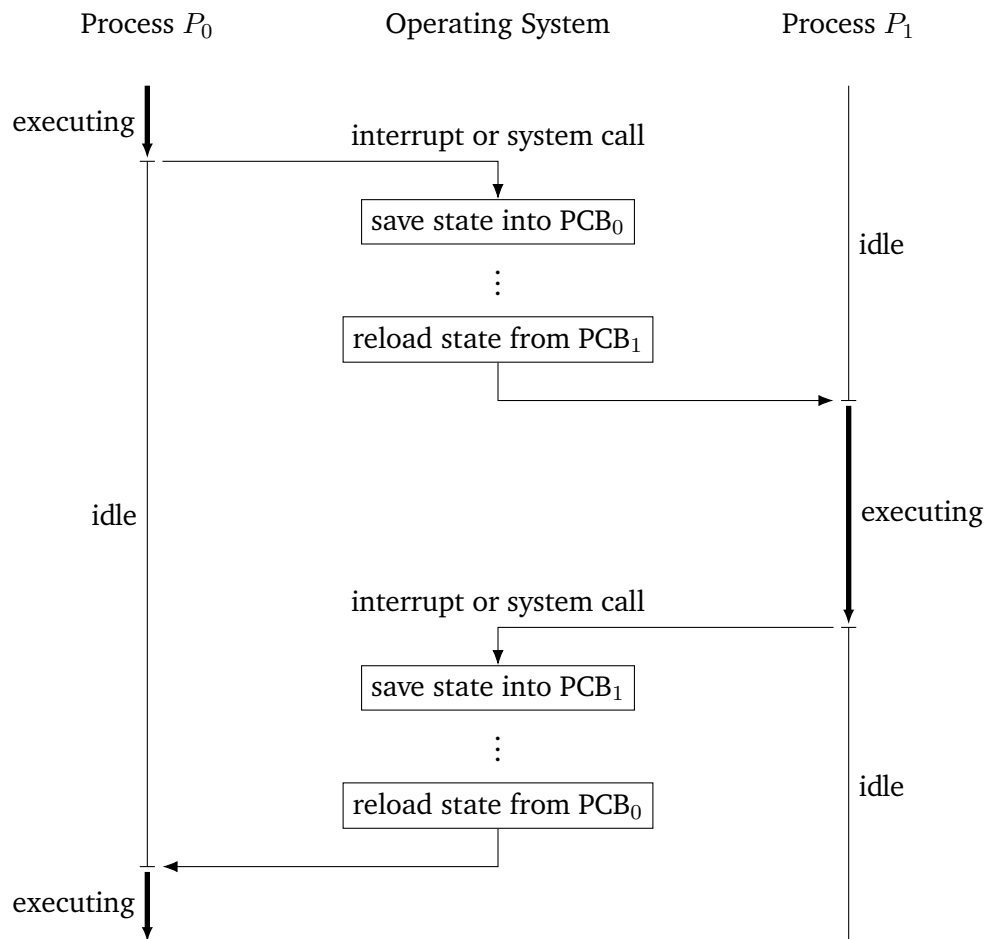 Process P₀ Operating System Process P₁
executing
interrupt or system call
save state into PCB₀
idle
⋮
reload state from PCB₁
idle
executing
interrupt or system call
save state into PCB₁
⋮
idle
reload state from PCB₀
executing